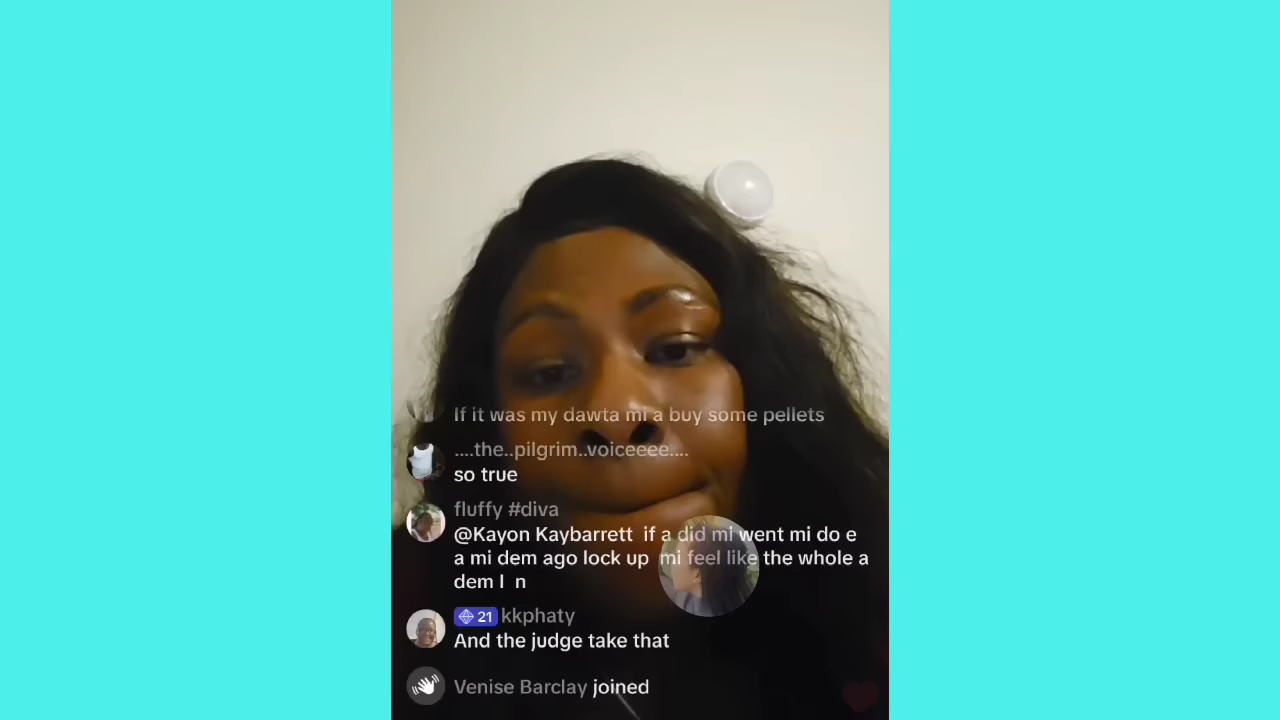 If it was my dawta mi a buy some pellets
....the..pilgrim..voiceeee....
so true
fluffy #diva
@Kayon Kaybarrett if a did mi went mi do e
a mi dem ago lock up mi feel like the whole a
dem I n
21 kkphaty
And the judge take that
Venise Barclay joined